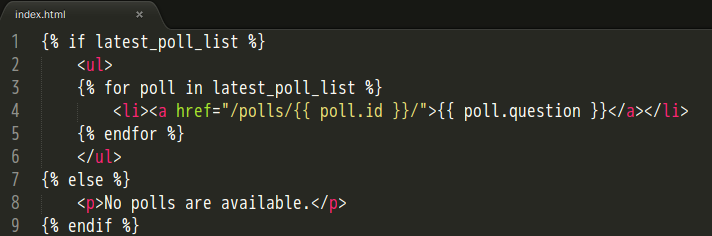 index.html ×
1 {% if latest_poll_list %}
2     <ul>
3     {% for poll in latest_poll_list %}
4         <li><a href="/polls/{{ poll.id }}/">{{ poll.question }}</a></li>
5     {% endfor %}
6     </ul>
7 {% else %}
8     <p>No polls are available.</p>
9 {% endif %}